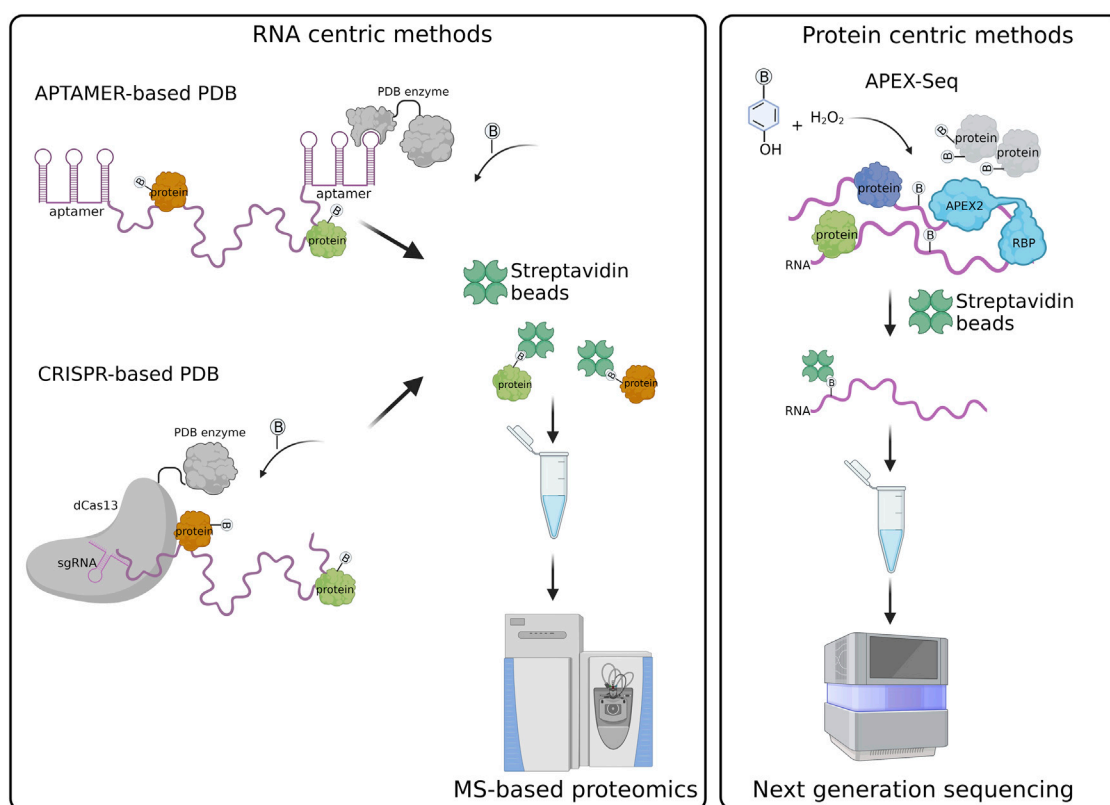 RNA centric methods
APTAMER-based PDB
PDB enzyme
B
aptamer
B
protein
aptamer
B
protein
Streptavidin
beads
B
protein
B
protein
CRISPR-based PDB
PDB enzyme
B
dCas13
sgRNA
protein
B
B
protein
MS-based proteomics
Protein centric methods
APEX-Seq
B
OH
+ H₂O₂
B
protein
B
protein
B
protein
B
APEX2
protein
B
RBP
RNA
Streptavidin
beads
B
RNA
Next generation sequencing